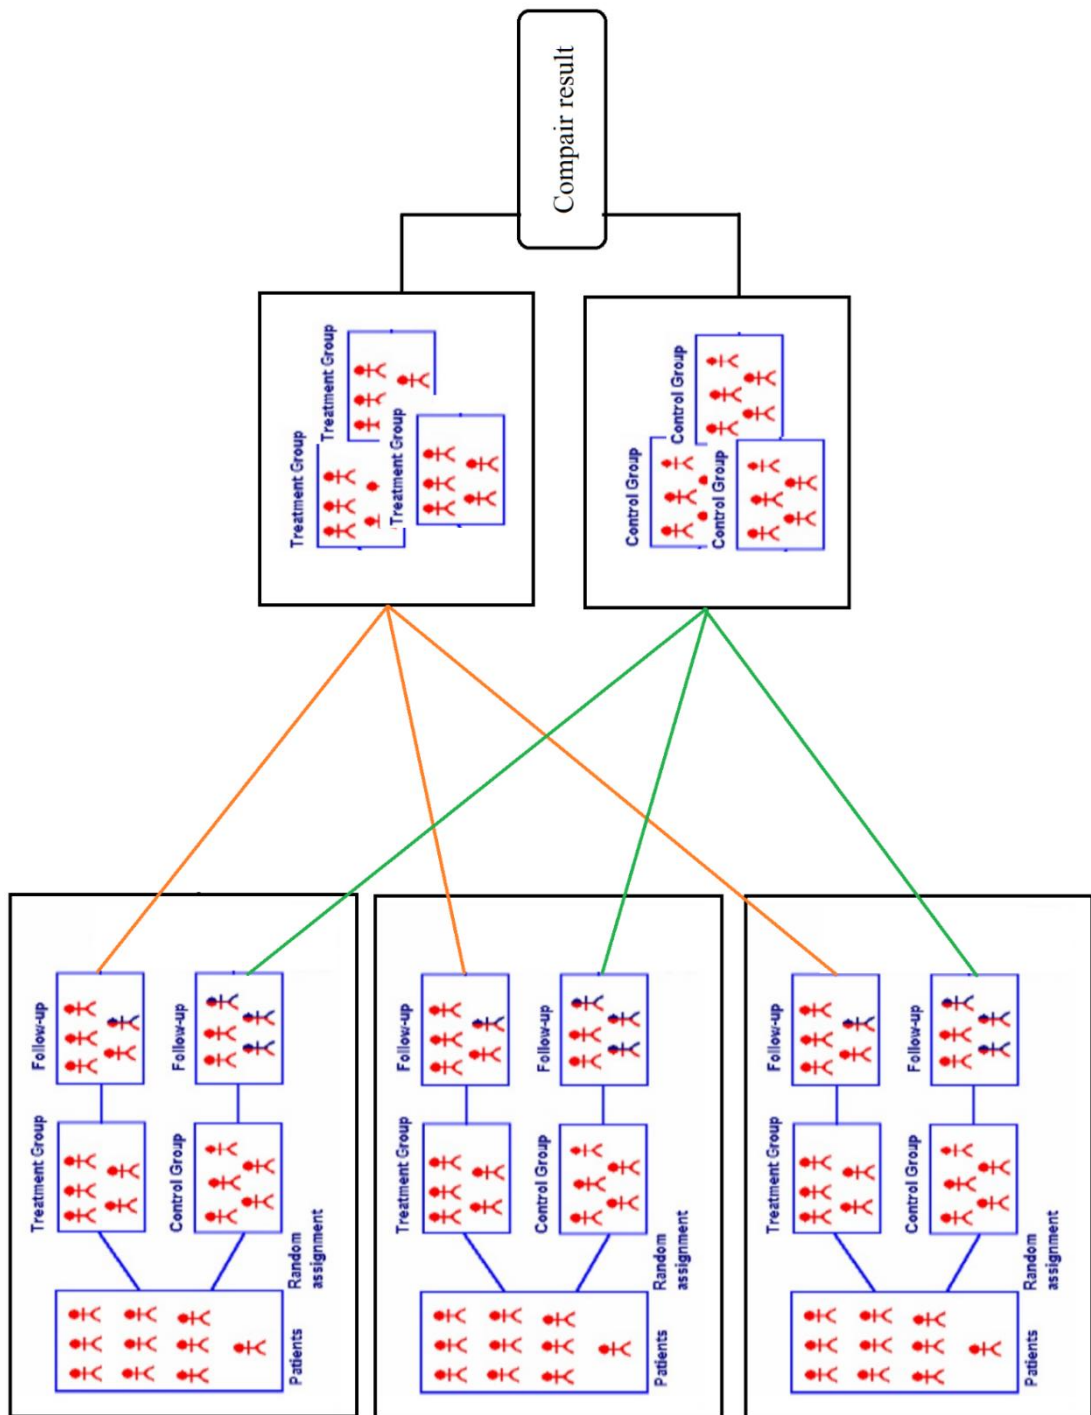 Patients
Random
assignment
Treatment Group
Follow-up
Control Group
Follow-up
Patients
Random
assignment
Treatment Group
Follow-up
Control Group
Follow-up
Patients
Random
assignment
Treatment Group
Follow-up
Control Group
Follow-up
Treatment Group
Treatment Group
Treatment Group
Control Group
Control Group
Control Group
Compair result